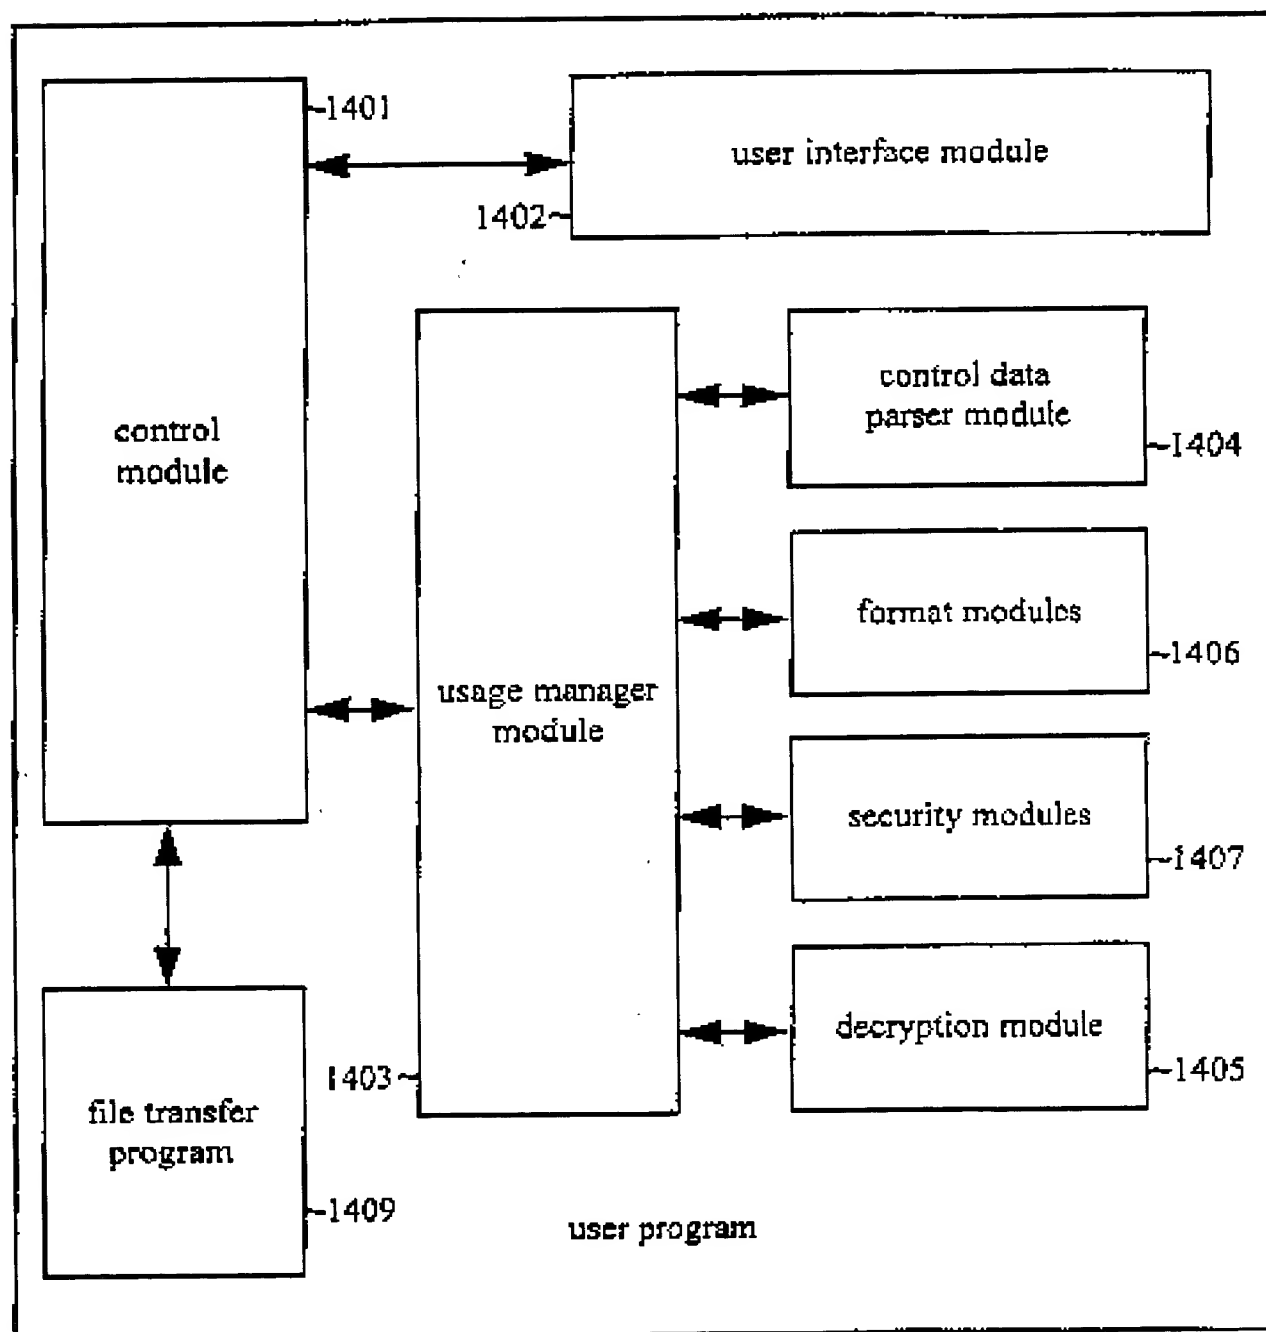 1401
user interface module
1402
control data
parser module
1404
control
module
format modules
1406
usage manager
module
security modules
1407
decryption module
1405
1403
file transfer
program
1409
user program